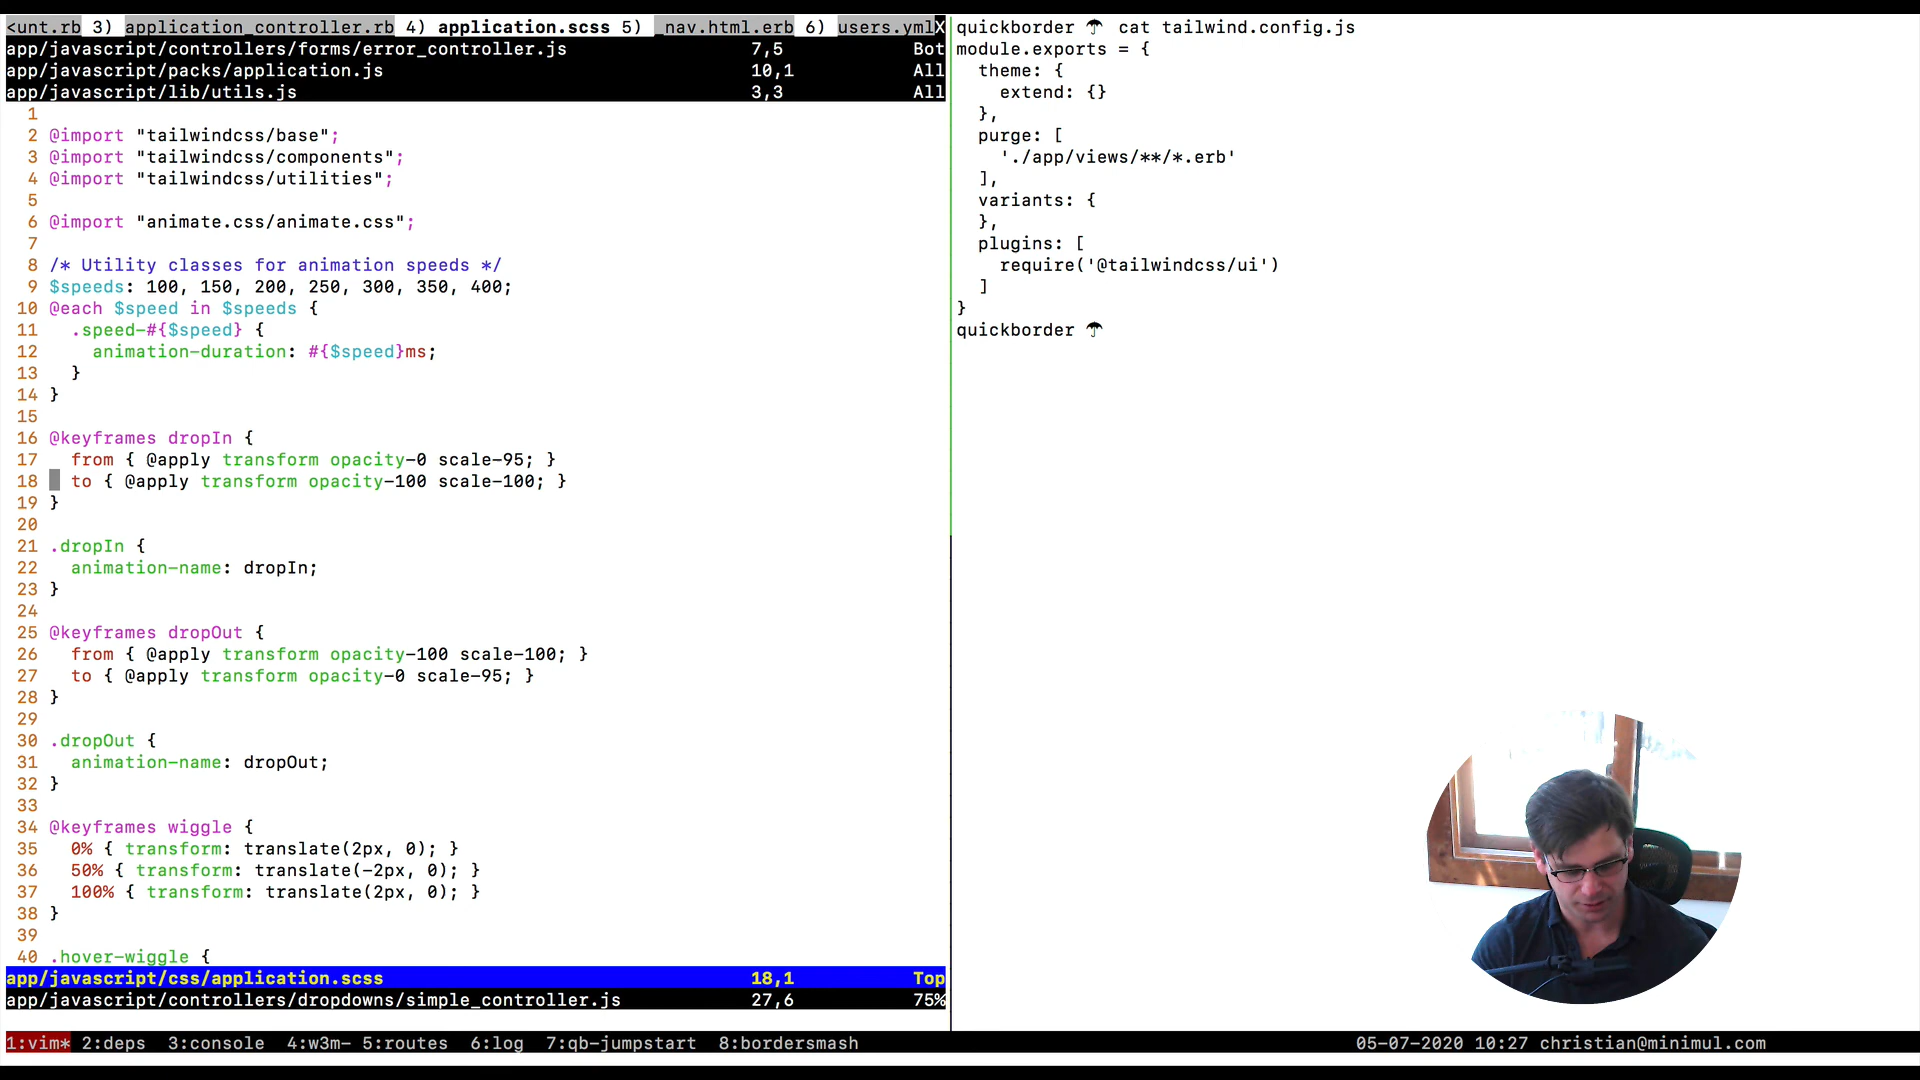 <unt.rb 3) application_controller.rb 4) application.scss 5) _nav.html.erb 6) users.ymlX
app/javascript/controllers/forms/error_controller.js 7,5 Bot
app/javascript/packs/application.js 10,1 All
app/javascript/lib/utils.js 3,3 All
1
2 @import "tailwindcss/base";
3 @import "tailwindcss/components";
4 @import "tailwindcss/utilities";
5
6 @import "animate.css/animate.css";
7
8 /* Utility classes for animation speeds */
9 $speeds: 100, 150, 200, 250, 300, 350, 400;
10 @each $speed in $speeds {
11 .speed-#{$speed} {
12 animation-duration: #{$speed}ms;
13 }
14 }
15
16 @keyframes dropIn {
17 from { @apply transform opacity-0 scale-95; }
18 to { @apply transform opacity-100 scale-100; }
19 }
20
21 .dropIn {
22 animation-name: dropIn;
23 }
24
25 @keyframes dropOut {
26 from { @apply transform opacity-100 scale-100; }
27 to { @apply transform opacity-0 scale-95; }
28 }
29
30 .dropOut {
31 animation-name: dropOut;
32 }
33
34 @keyframes wiggle {
35 0% { transform: translate(2px, 0); }
36 50% { transform: translate(-2px, 0); }
37 100% { transform: translate(2px, 0); }
38 }
39
40 .hover-wiggle {
app/javascript/css/application.scss 18,1 Top
app/javascript/controllers/dropdowns/simple_controller.js 27,6 75%
quickborder ☂ cat tailwind.config.js
module.exports = {
theme: {
extend: {}
},
purge: [
'./app/views/**/*.erb'
],
variants: {
},
plugins: [
require('@tailwindcss/ui')
]
}
quickborder ☂
1:vim* 2:deps 3:console 4:w3m- 5:routes 6:log 7:qb-jumpstart 8:bordersmash 05-07-2020 10:27 christian@minimul.com